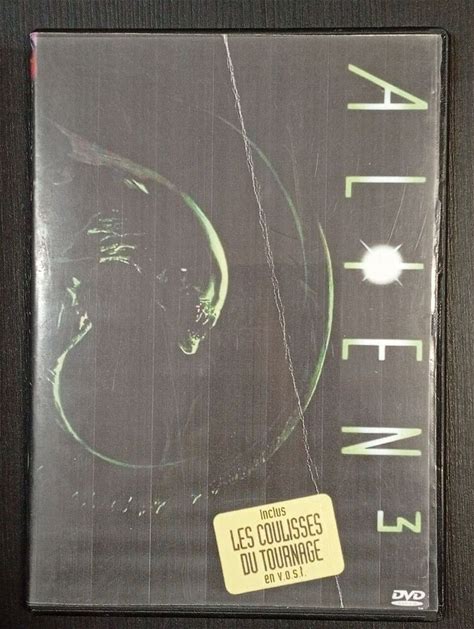 ALIEN 3
Inclus
LES COULISSES
DU TOURNAGE
en v.o.s.t.
DVD